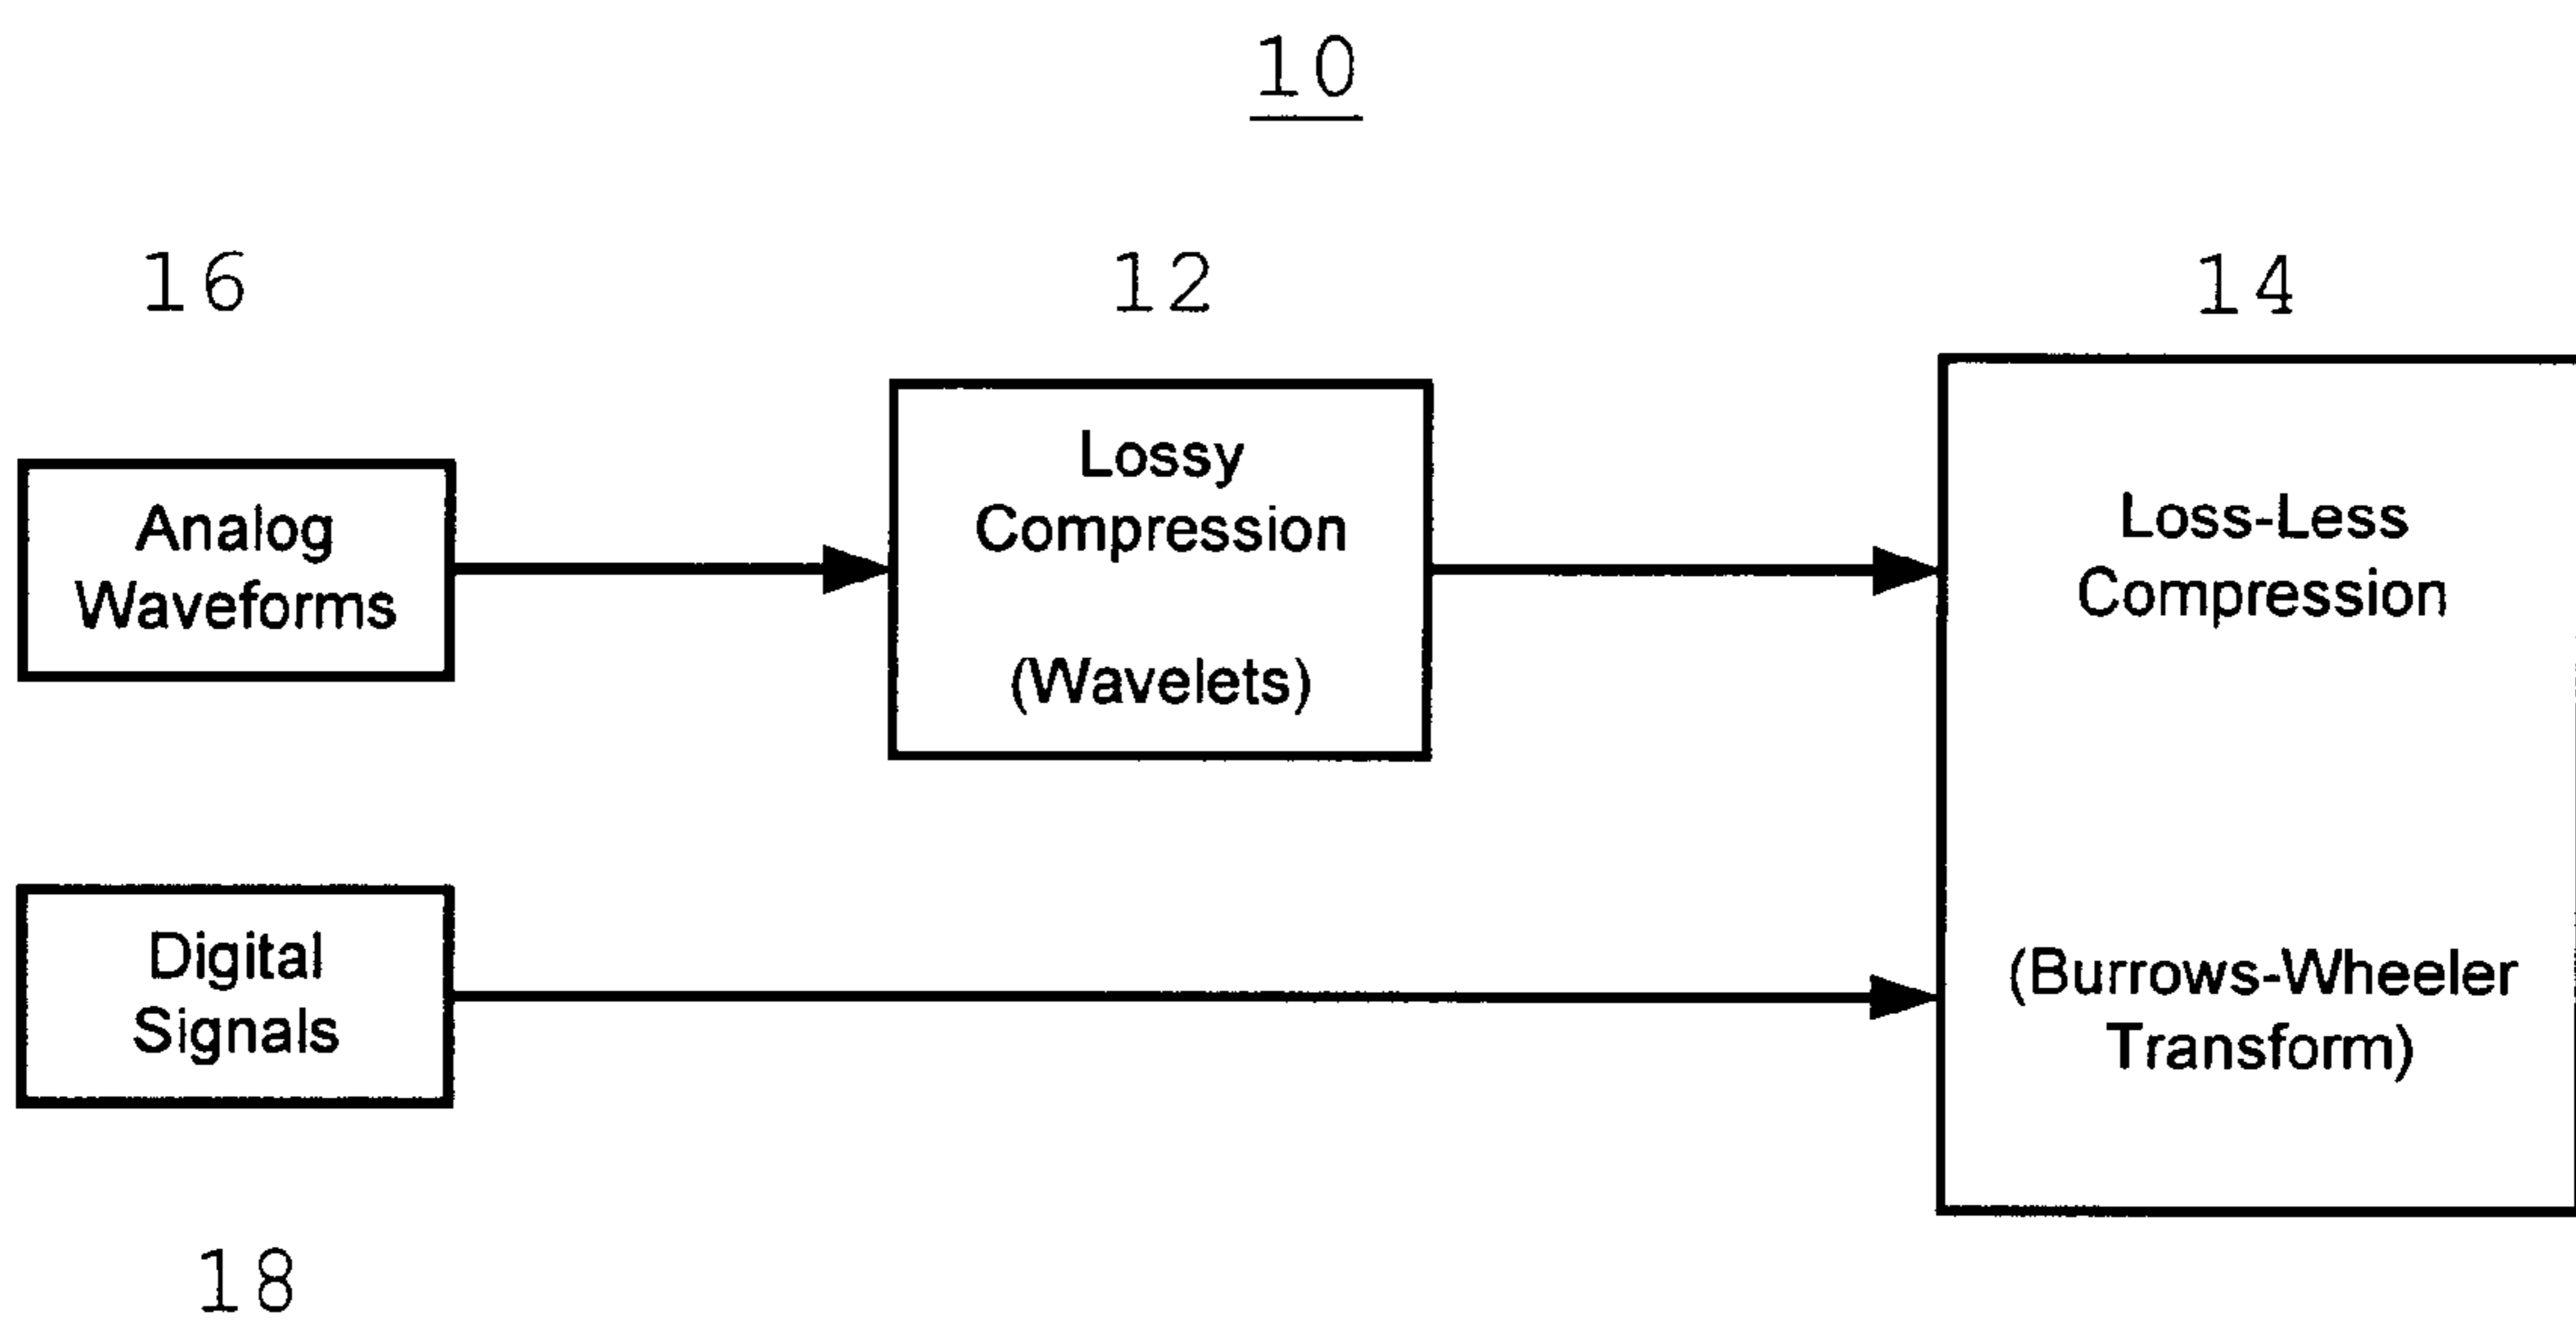 10
16
12
14
Analog
Waveforms
Lossy
Compression
(Wavelets)
Loss-Less
Compression
(Burrows-Wheeler
Transform)
Digital
Signals
18